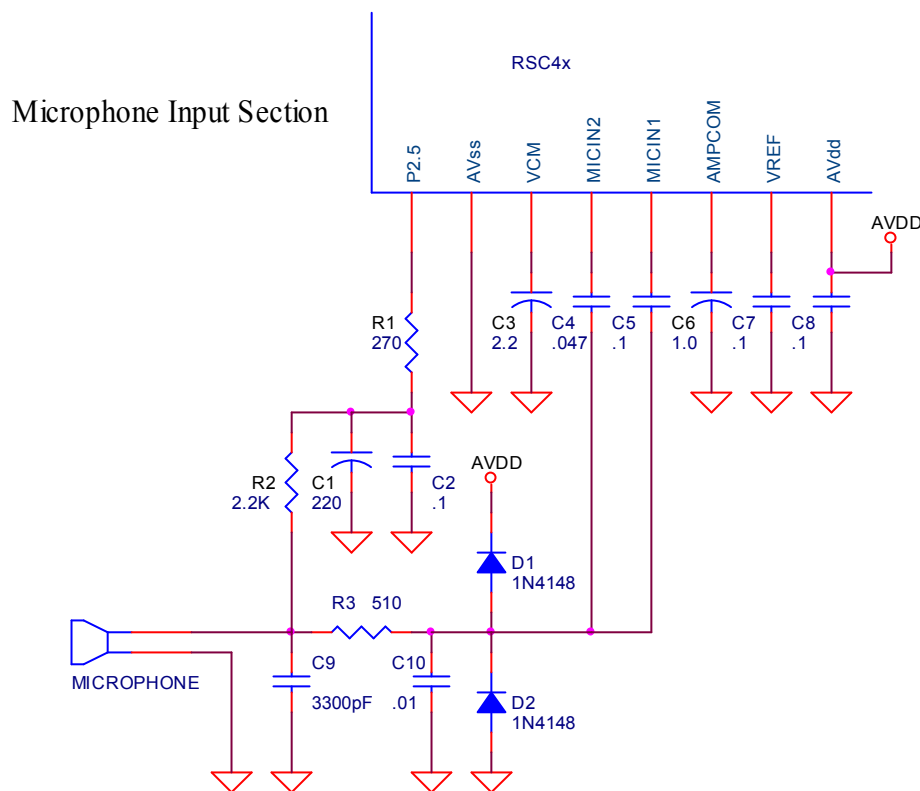 RSC4x
Microphone Input Section
P2.5
AVss
VCM
MICIN2
MICIN1
AMPCOM
VREF
AVdd
AVDD
R1
270
C3
2.2
C4
.047
C5
.1
C6
1.0
C7
.1
C8
.1
R2
2.2K
C1
220
C2
.1
AVDD
D1
1N4148
R3 510
MICROPHONE
C9
3300pF
C10
.01
D2
1N4148